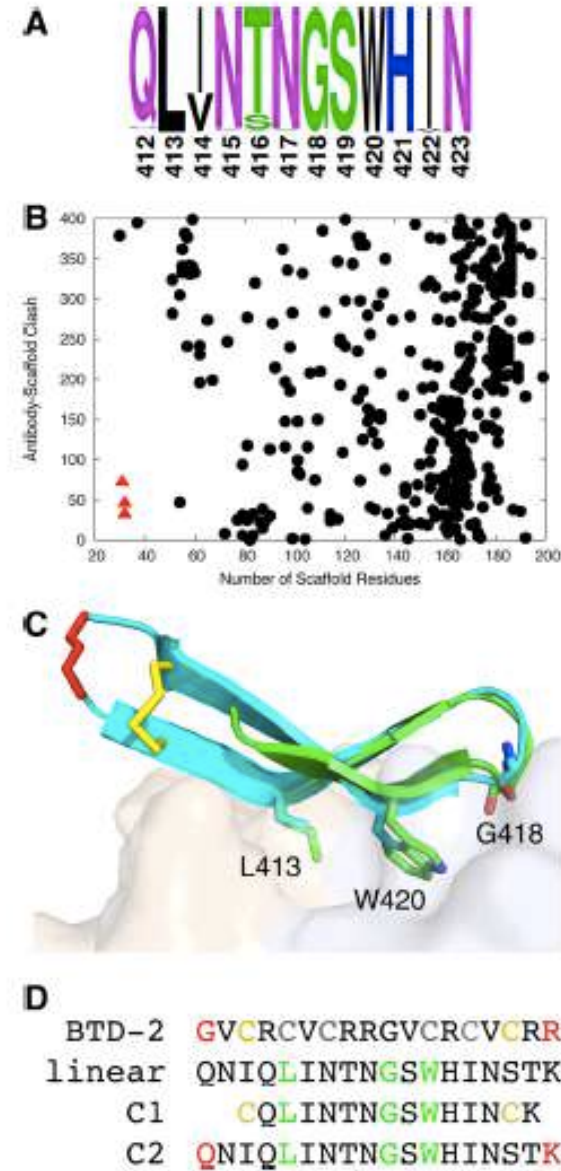 A
QLINTNGSWHIN
V S
412 413 414 415 416 417 418 419 420 421 422 423
B
400
350
300
250
200
150
100
50
0
Antibody-Scaffold Clash
20 40 60 80 100 120 140 160 180 200
Number of Scaffold Residues
C
L413
W420
G418
D
BTD-2 GVCRCVCRRGVCRCVCRR
linear QNIQLINTNGSWHINSTK
C1 CQLINTNGSWHINCK
C2 QNIQLINTNGSWHINSTK